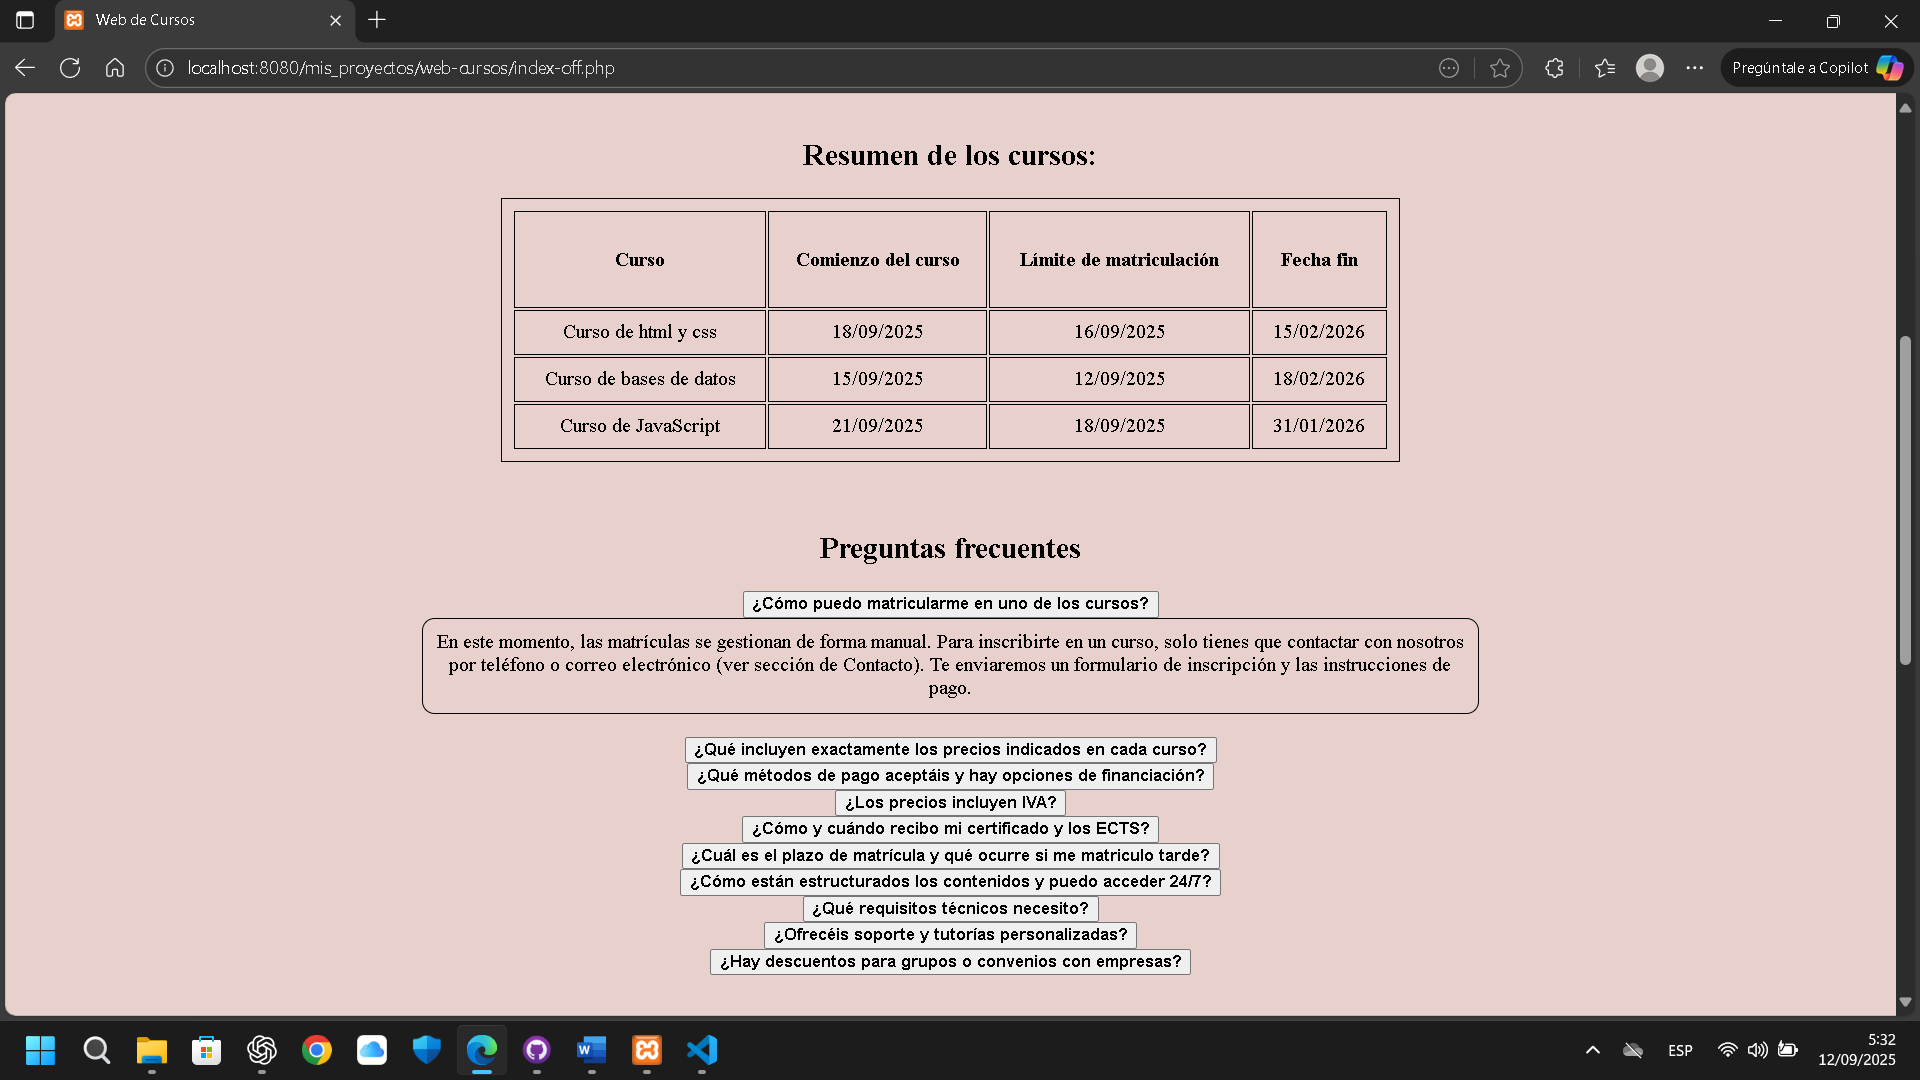 Web de Cursos
localhost:8080/mis_proyectos/web-cursos/index-off.php
Pregúntale a Copilot
Resumen de los cursos:
Curso Comienzo del curso Límite de matriculación Fecha fin
Curso de html y css 18/09/2025 16/09/2025 15/02/2026
Curso de bases de datos 15/09/2025 12/09/2025 18/02/2026
Curso de JavaScript 21/09/2025 18/09/2025 31/01/2026
Preguntas frecuentes
¿Cómo puedo matricularme en uno de los cursos?
En este momento, las matrículas se gestionan de forma manual. Para inscribirte en un curso, solo tienes que contactar con nosotros
por teléfono o correo electrónico (ver sección de Contacto). Te enviaremos un formulario de inscripción y las instrucciones de
pago.
¿Qué incluyen exactamente los precios indicados en cada curso?
¿Qué métodos de pago aceptáis y hay opciones de financiación?
¿Los precios incluyen IVA?
¿Cómo y cuándo recibo mi certificado y los ECTS?
¿Cuál es el plazo de matrícula y qué ocurre si me matriculo tarde?
¿Cómo están estructurados los contenidos y puedo acceder 24/7?
¿Qué requisitos técnicos necesito?
¿Ofrecéis soporte y tutorías personalizadas?
¿Hay descuentos para grupos o convenios con empresas?
ESP
5:32
12/09/2025